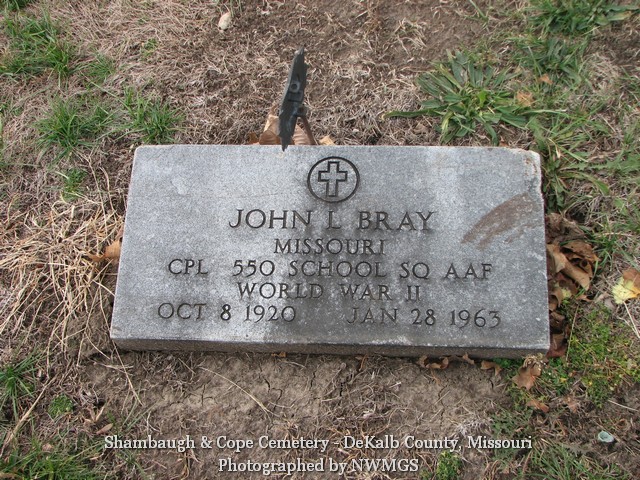 JOHN L BRAY
MISSOURI
CPL 550 SCHOOL SQ AAF
WORLD WAR II
OCT 8 1920 JAN 28 1963
Shambaugh & Cope Cemetery - DeKalb County, Missouri
Photographed by NWMGS